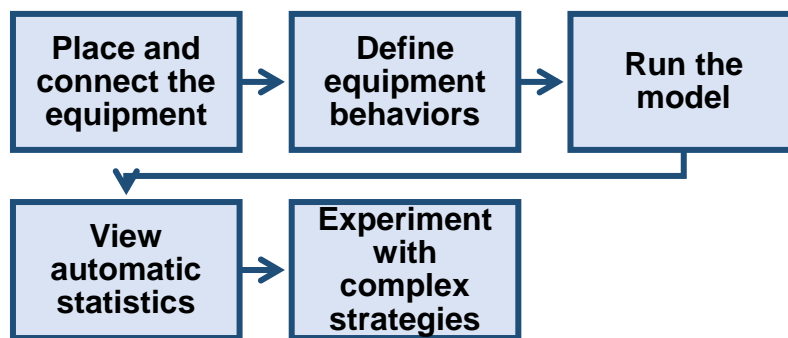 Place and
connect the
equipment
Define
equipment
behaviors
Run the
model
View
automatic
statistics
Experiment
with
complex
strategies